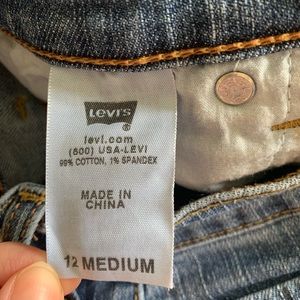 Levi's
®
levi.com
(800) USA-LEVI
99% COTTON, 1% SPANDEX
MADE IN
CHINA
12 MEDIUM